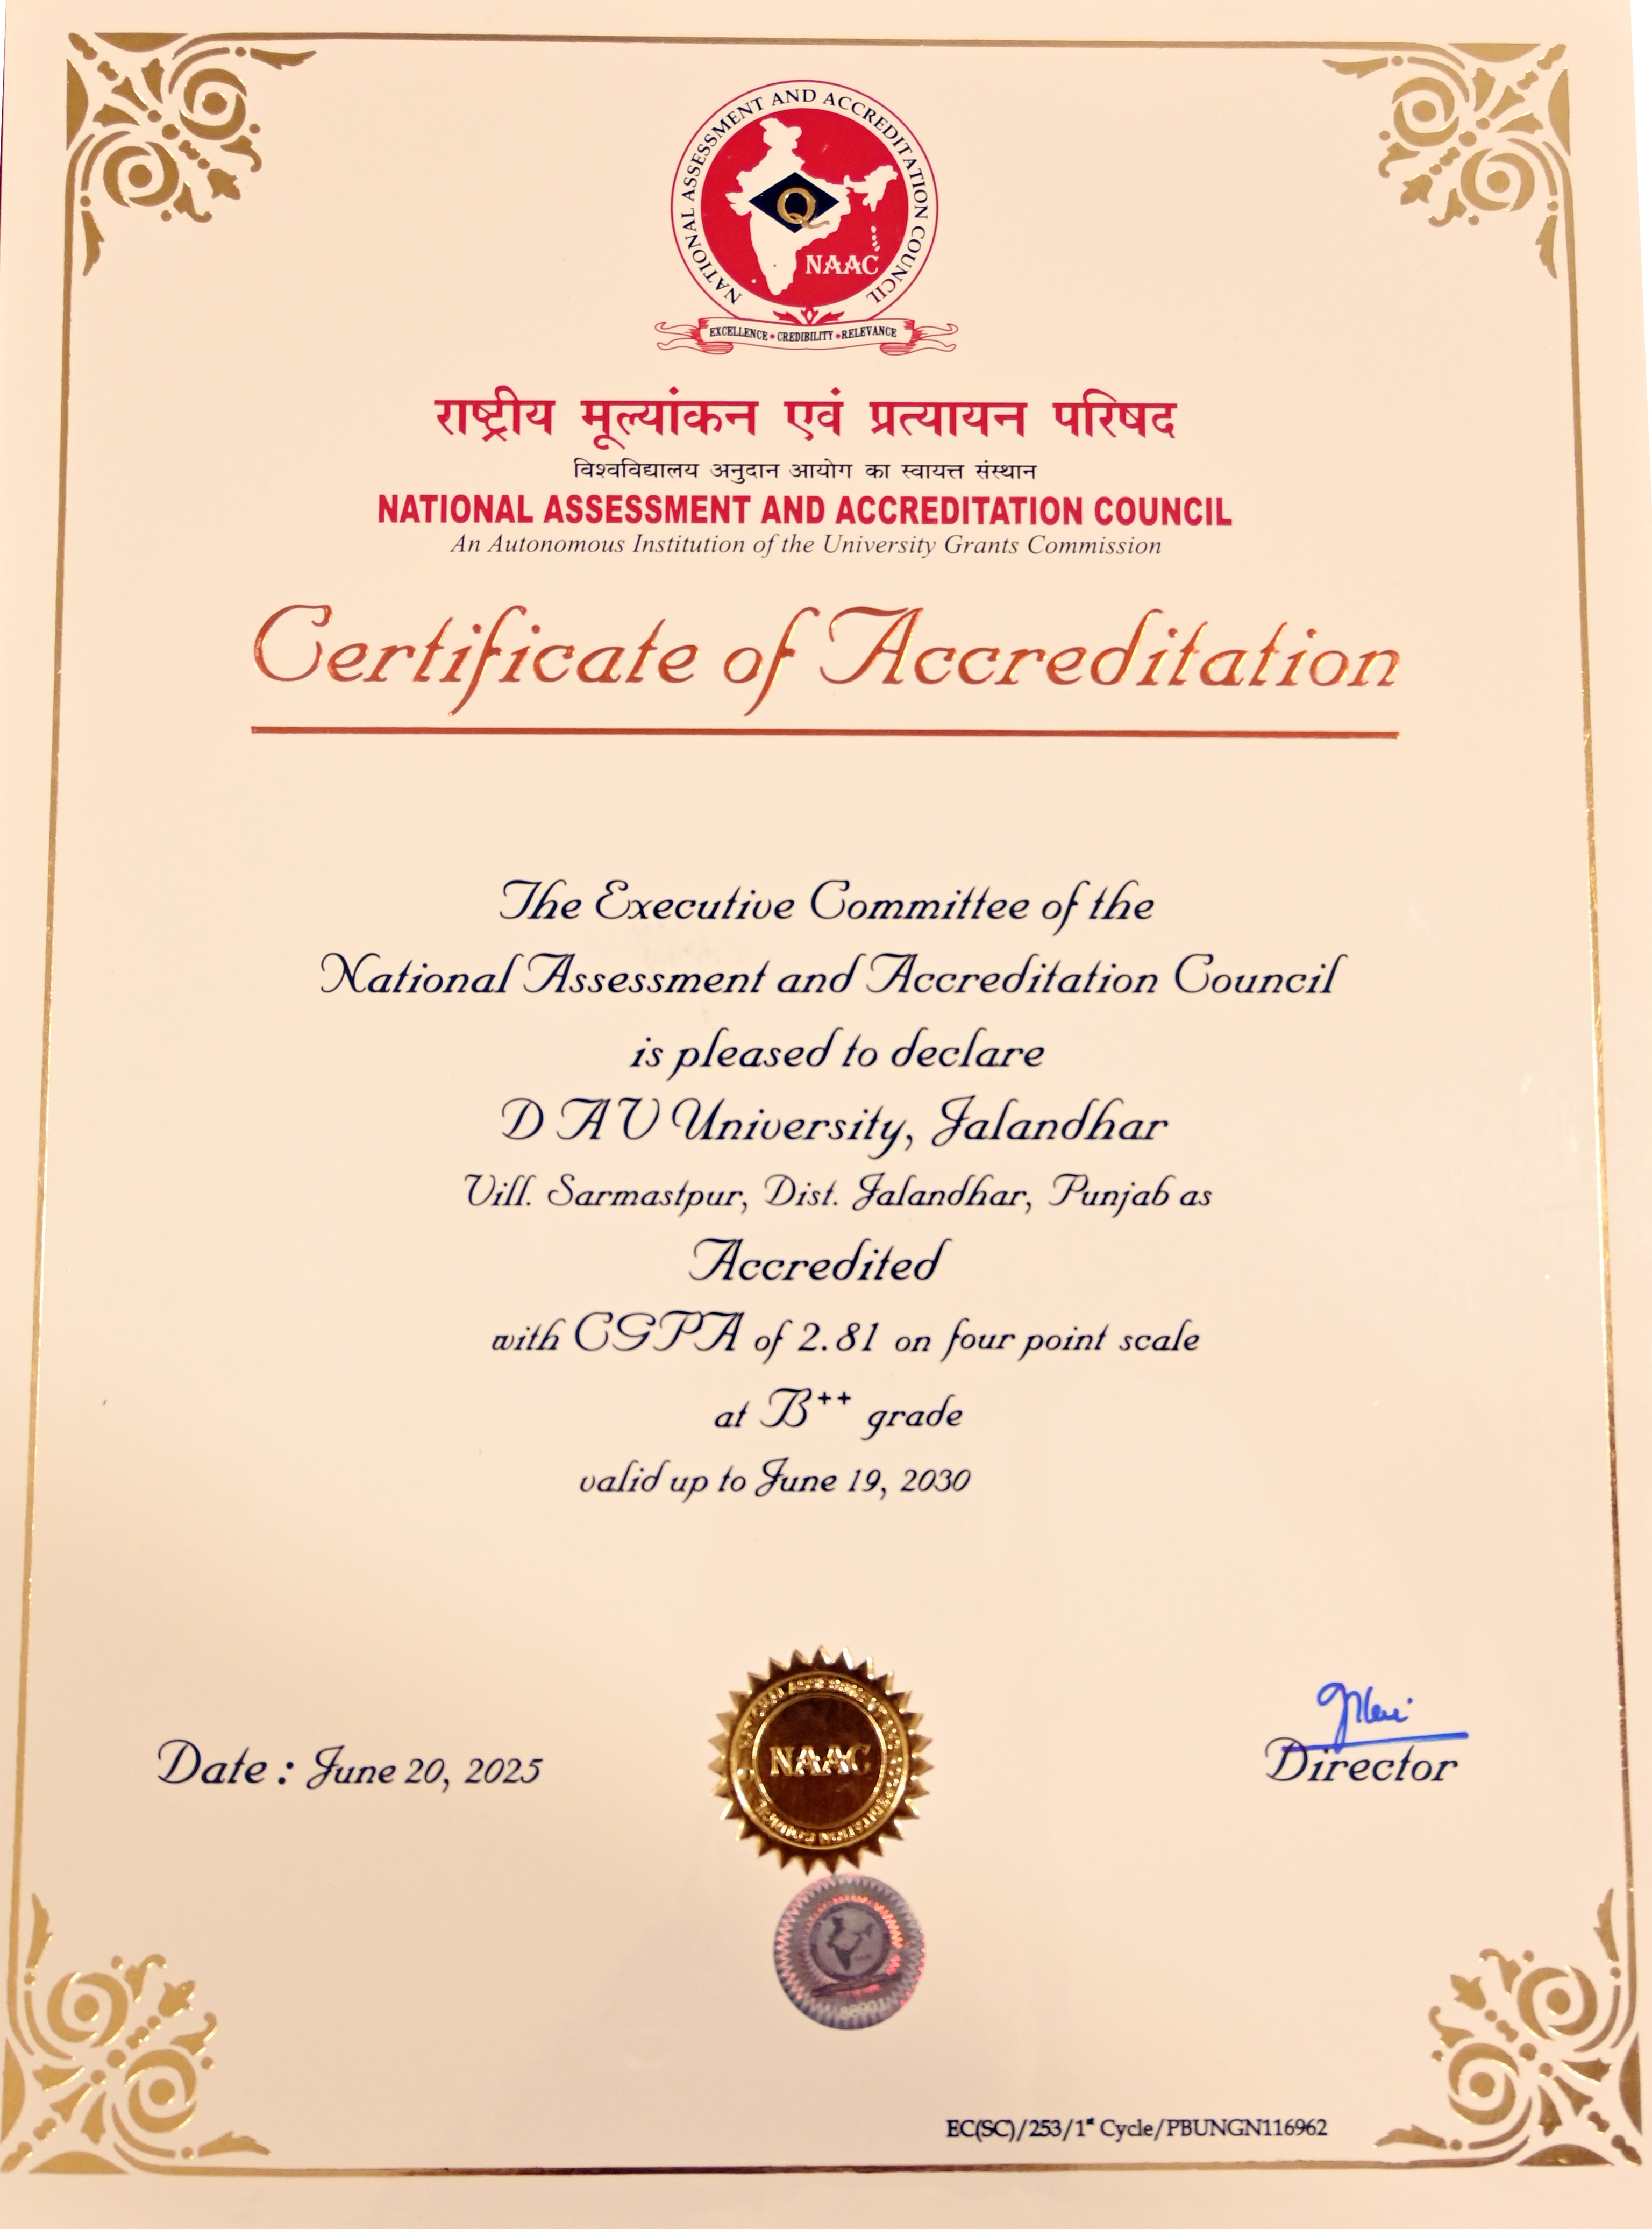 NATIONAL ASSESSMENT AND ACCREDITATION COUNCIL
Q
NAAC
EXCELLENCE • CREDIBILITY • RELEVANCE
राष्ट्रीय मूल्यांकन एवं प्रत्यायन परिषद
विश्वविद्यालय अनुदान आयोग का स्वायत्त संस्थान
NATIONAL ASSESSMENT AND ACCREDITATION COUNCIL
An Autonomous Institution of the University Grants Commission
Certificate of Accreditation
The Executive Committee of the
National Assessment and Accreditation Council
is pleased to declare
D A V University, Jalandhar
Vill. Sarmastpur, Dist. Jalandhar, Punjab as
Accredited
with CGPA of 2.81 on four point scale
at B++ grade
valid up to June 19, 2030
NAAC
Date : June 20, 2025
Director
EC(SC)/253/1st Cycle/PBUNGN116962